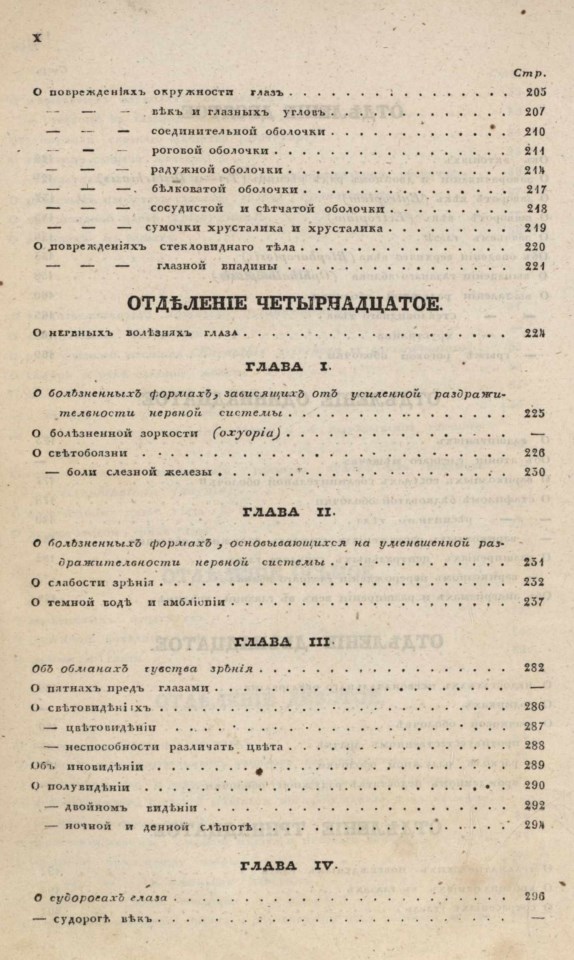 X
Стр.
О поврежденіяхъ окружности глазъ . . . . . . . . . . . . . . 205
— — — вѣкъ и глазныхъ угловъ . . . . . . . . . . . 207
— — — соединительной оболочки . . . . . . . . . . . 210
— — — роговой оболочки . . . . . . . . . . . . . . 211
— — — радужной оболочки . . . . . . . . . . . . . 214
— — — бѣлковатой оболочки . . . . . . . . . . . . 217
— — — сосудистой и сѣтчатой оболочки . . . . . . . . 218
— — — сумочки хрусталика и хрусталика . . . . . . . . 219
О поврежденіяхъ стекловиднаго тѣла . . . . . . . . . . . . . 220
— — — глазной впадины . . . . . . . . . . . . . . 221
ОТДѢЛЕНІЕ ЧЕТЫРНАДЦАТОЕ.
О нервныхъ болѣзняхъ глаза . . . . . . . . . . . . . . . . 224
ГЛАВА I.
О болѣзненныхъ формахъ, зависящихъ отъ усиленной раздражи-
тельности нервной системы . . . . . . . . . . . . . . 225
О болѣзненной зоркости (oxyopia) . . . . . . . . . . . . . . —
О свѣтобоязни . . . . . . . . . . . . . . . . . . . . . . 226
— боли слезной железы . . . . . . . . . . . . . . . . . . 230
ГЛАВА II.
О болѣзненныхъ формахъ, основывающихся на уменьшенной раз-
дражительности нервной системы . . . . . . . . . . . . 231
О слабости зрѣнія . . . . . . . . . . . . . . . . . . . . 232
О темной водѣ и амбліопіи . . . . . . . . . . . . . . . . . 237
ГЛАВА III.
Объ обманахъ чувства зрѣнія . . . . . . . . . . . . . . . . 282
О пятнахъ предъ глазами . . . . . . . . . . . . . . . . . . —
О свѣтовидѣніяхъ . . . . . . . . . . . . . . . . . . . . . 286
— цвѣтовидѣніи . . . . . . . . . . . . . . . . . . . . . 287
— неспособности различать цвѣта . . . . . . . . . . . . . . 288
Объ иновидѣніи . . . . . . . . . . . . . . . . . . . . . . 289
О полувидѣніи . . . . . . . . . . . . . . . . . . . . . . 290
— двойномъ видѣніи . . . . . . . . . . . . . . . . . . . 292
— ночной и денной слѣпотѣ . . . . . . . . . . . . . . . . 294
ГЛАВА IV.
О судорогахъ глаза . . . . . . . . . . . . . . . . . . . . 296
— судорогѣ вѣкъ . . . . . . . . . . . . . . . . . . . . . —